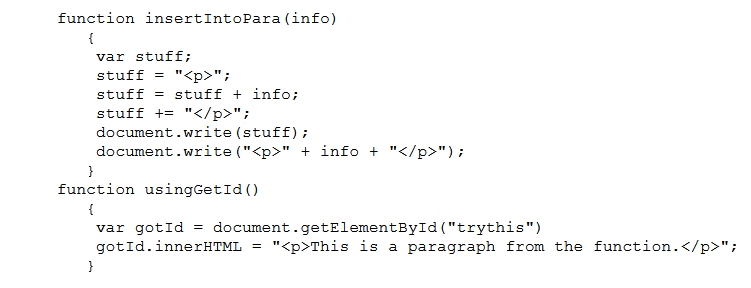 function insertIntoPara(info)
{
var stuff;
stuff = "<p>";
stuff = stuff + info;
stuff += "</p>";
document.write(stuff);
document.write("<p>" + info + "</p>");
}
function usingGetId()
{
var gotId = document.getElementById("trythis")
gotId.innerHTML = "<p>This is a paragraph from the function.</p>";
}